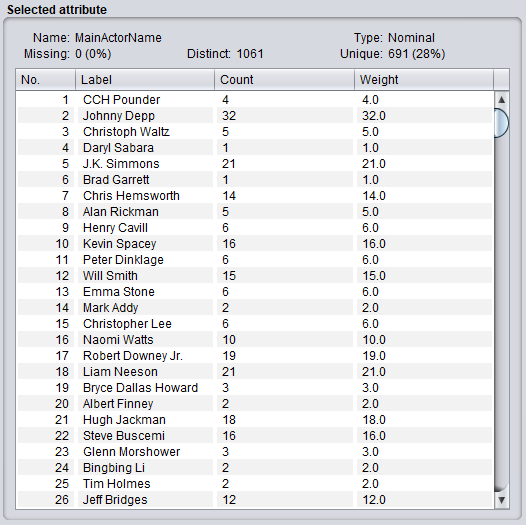 Selected attribute
Name: MainActorName Type: Nominal
Missing: 0 (0%) Distinct: 1061 Unique: 691 (28%)
No. Label Count Weight
1 CCH Pounder 4 4.0
2 Johnny Depp 32 32.0
3 Christoph Waltz 5 5.0
4 Daryl Sabara 1 1.0
5 J.K. Simmons 21 21.0
6 Brad Garrett 1 1.0
7 Chris Hemsworth 14 14.0
8 Alan Rickman 5 5.0
9 Henry Cavill 6 6.0
10 Kevin Spacey 16 16.0
11 Peter Dinklage 6 6.0
12 Will Smith 15 15.0
13 Emma Stone 6 6.0
14 Mark Addy 2 2.0
15 Christopher Lee 6 6.0
16 Naomi Watts 10 10.0
17 Robert Downey Jr. 19 19.0
18 Liam Neeson 21 21.0
19 Bryce Dallas Howard 3 3.0
20 Albert Finney 2 2.0
21 Hugh Jackman 18 18.0
22 Steve Buscemi 16 16.0
23 Glenn Morshower 3 3.0
24 Bingbing Li 2 2.0
25 Tim Holmes 2 2.0
26 Jeff Bridges 12 12.0